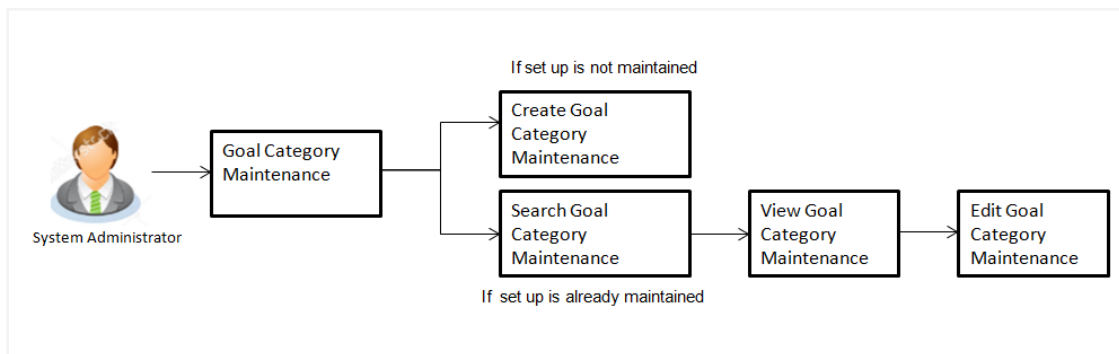 If set up is not maintained
Create Goal
Category
Maintenance
Goal Category
Maintenance
System Administrator
Search Goal
Category
Maintenance
View Goal
Category
Maintenance
Edit Goal
Category
Maintenance
If set up is already maintained